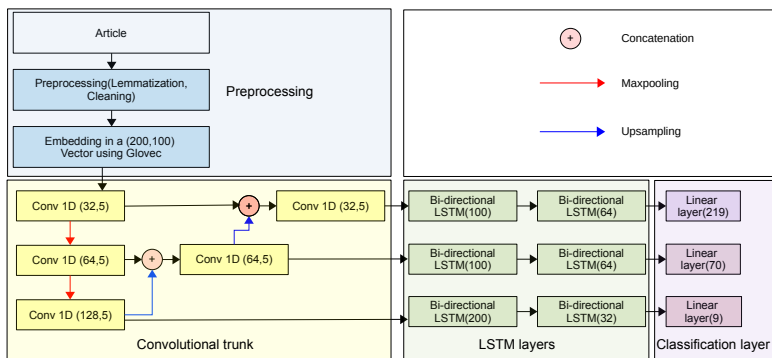 Article
Preprocessing(Lemmatization,
Cleaning)
Preprocessing
Embedding in a (200,100)
Vector using Glovec
+
Concatenation
Maxpooling
Upsampling
Conv 1D (32,5)
+
Conv 1D (32,5)
Conv 1D (64,5)
+
Conv 1D (64,5)
Conv 1D (128,5)
Convolutional trunk
Bi-directional
LSTM(100)
Bi-directional
LSTM(64)
Bi-directional
LSTM(100)
Bi-directional
LSTM(64)
Bi-directional
LSTM(200)
Bi-directional
LSTM(32)
LSTM layers
Linear
layer(219)
Linear
layer(70)
Linear
layer(9)
Classification layer